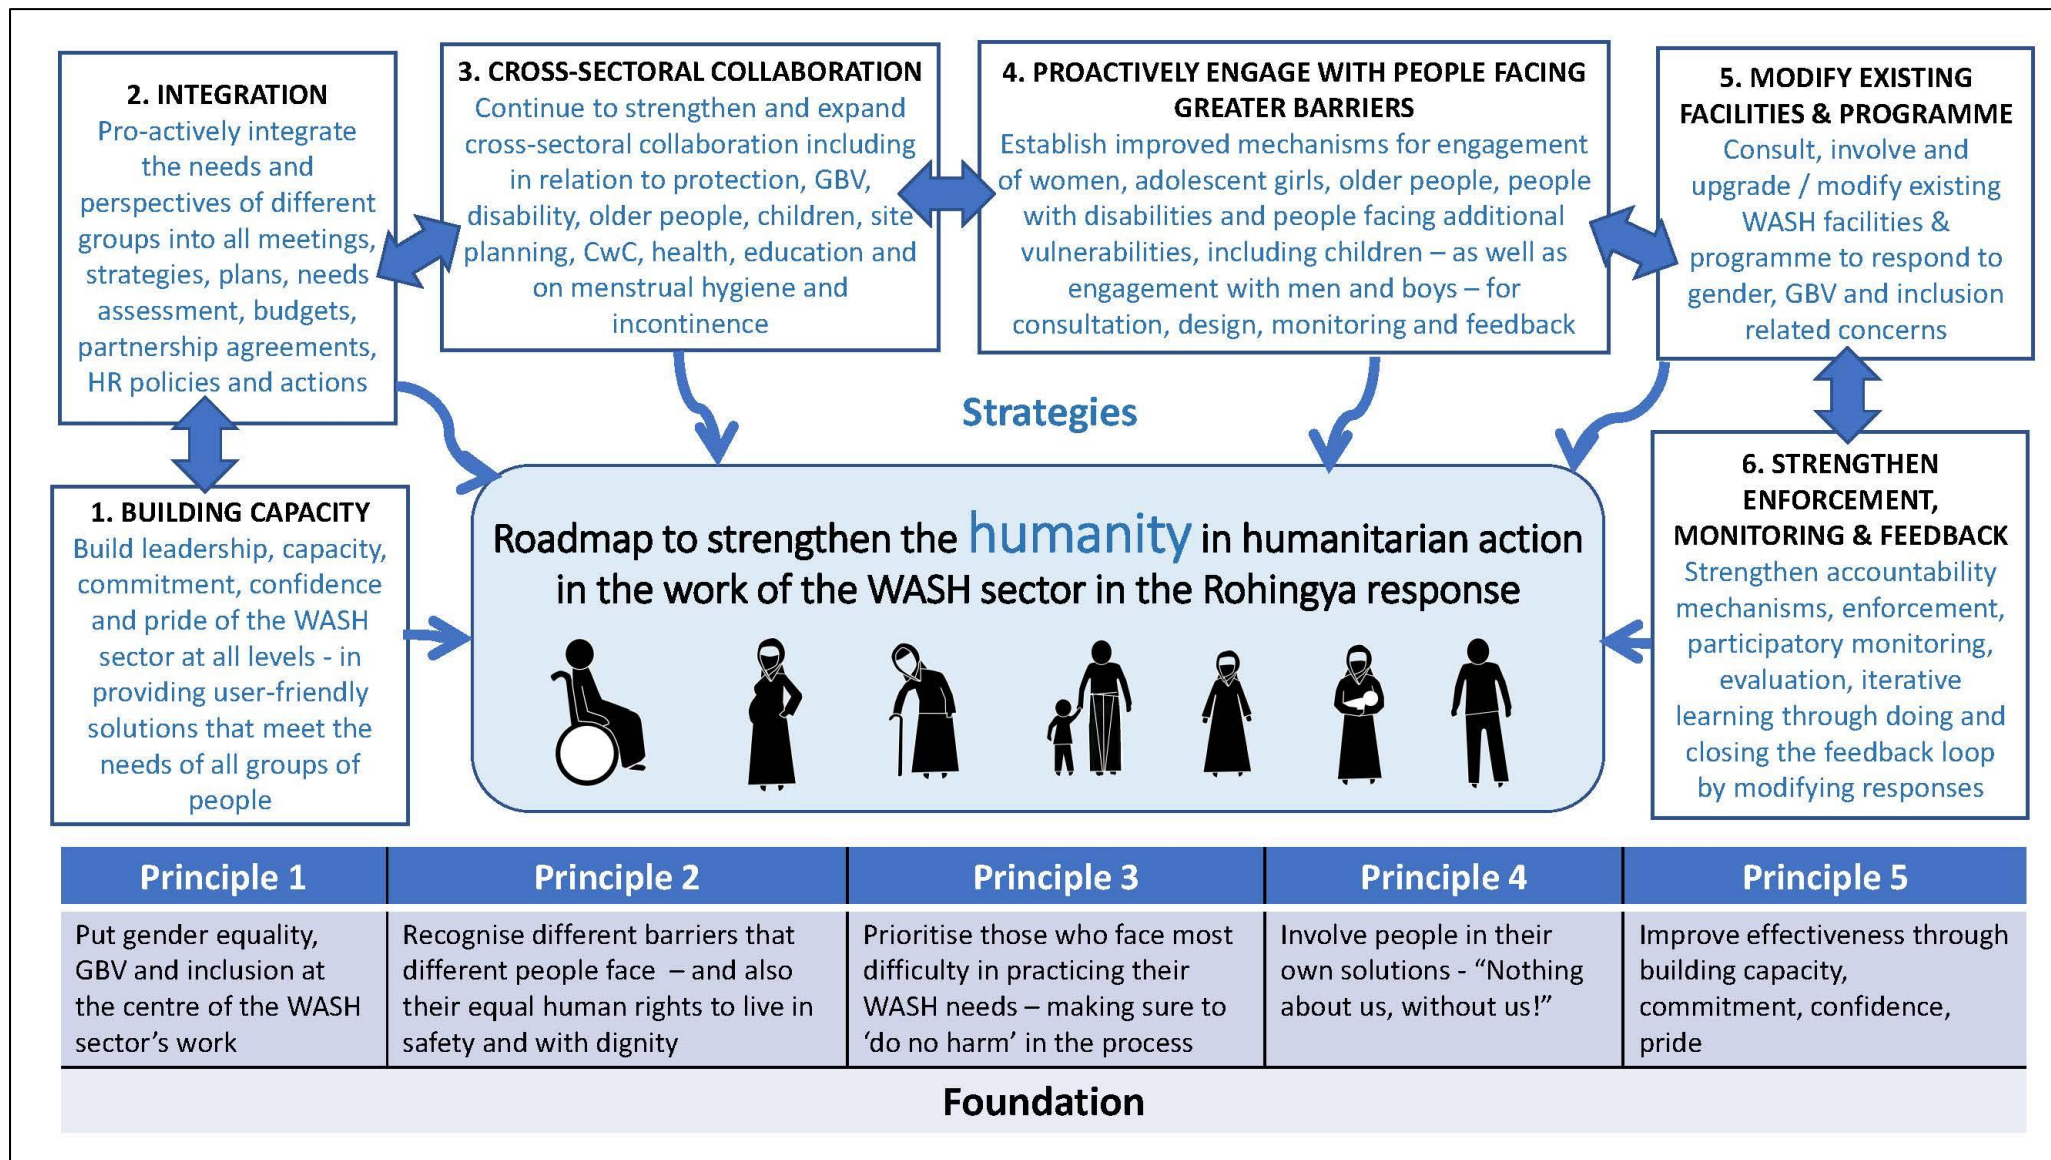 2. INTEGRATION
Pro-actively integrate
the needs and
perspectives of different
groups into all meetings,
strategies, plans, needs
assessment, budgets,
partnership agreements,
HR policies and actions
3. CROSS-SECTORAL COLLABORATION
Continue to strengthen and expand
cross-sectoral collaboration including
in relation to protection, GBV,
disability, older people, children, site
planning, CwC, health, education and
on menstrual hygiene and
incontinence
4. PROACTIVELY ENGAGE WITH PEOPLE FACING
GREATER BARRIERS
Establish improved mechanisms for engagement
of women, adolescent girls, older people, people
with disabilities and people facing additional
vulnerabilities, including children – as well as
engagement with men and boys – for
consultation, design, monitoring and feedback
5. MODIFY EXISTING
FACILITIES & PROGRAMME
Consult, involve and
upgrade / modify existing
WASH facilities &
programme to respond to
gender, GBV and inclusion
related concerns
Strategies
1. BUILDING CAPACITY
Build leadership, capacity,
commitment, confidence
and pride of the WASH
sector at all levels - in
providing user-friendly
solutions that meet the
needs of all groups of
people
Roadmap to strengthen the humanity in humanitarian action
in the work of the WASH sector in the Rohingya response
6. STRENGTHEN
ENFORCEMENT,
MONITORING & FEEDBACK
Strengthen accountability
mechanisms, enforcement,
participatory monitoring,
evaluation, iterative
learning through doing and
closing the feedback loop
by modifying responses
Principle 1
Put gender equality,
GBV and inclusion at
the centre of the WASH
sector’s work
Principle 2
Recognise different barriers that
different people face – and also
their equal human rights to live in
safety and with dignity
Principle 3
Prioritise those who face most
difficulty in practicing their
WASH needs – making sure to
‘do no harm’ in the process
Principle 4
Involve people in their
own solutions - “Nothing
about us, without us!”
Principle 5
Improve effectiveness through
building capacity,
commitment, confidence,
pride
Foundation